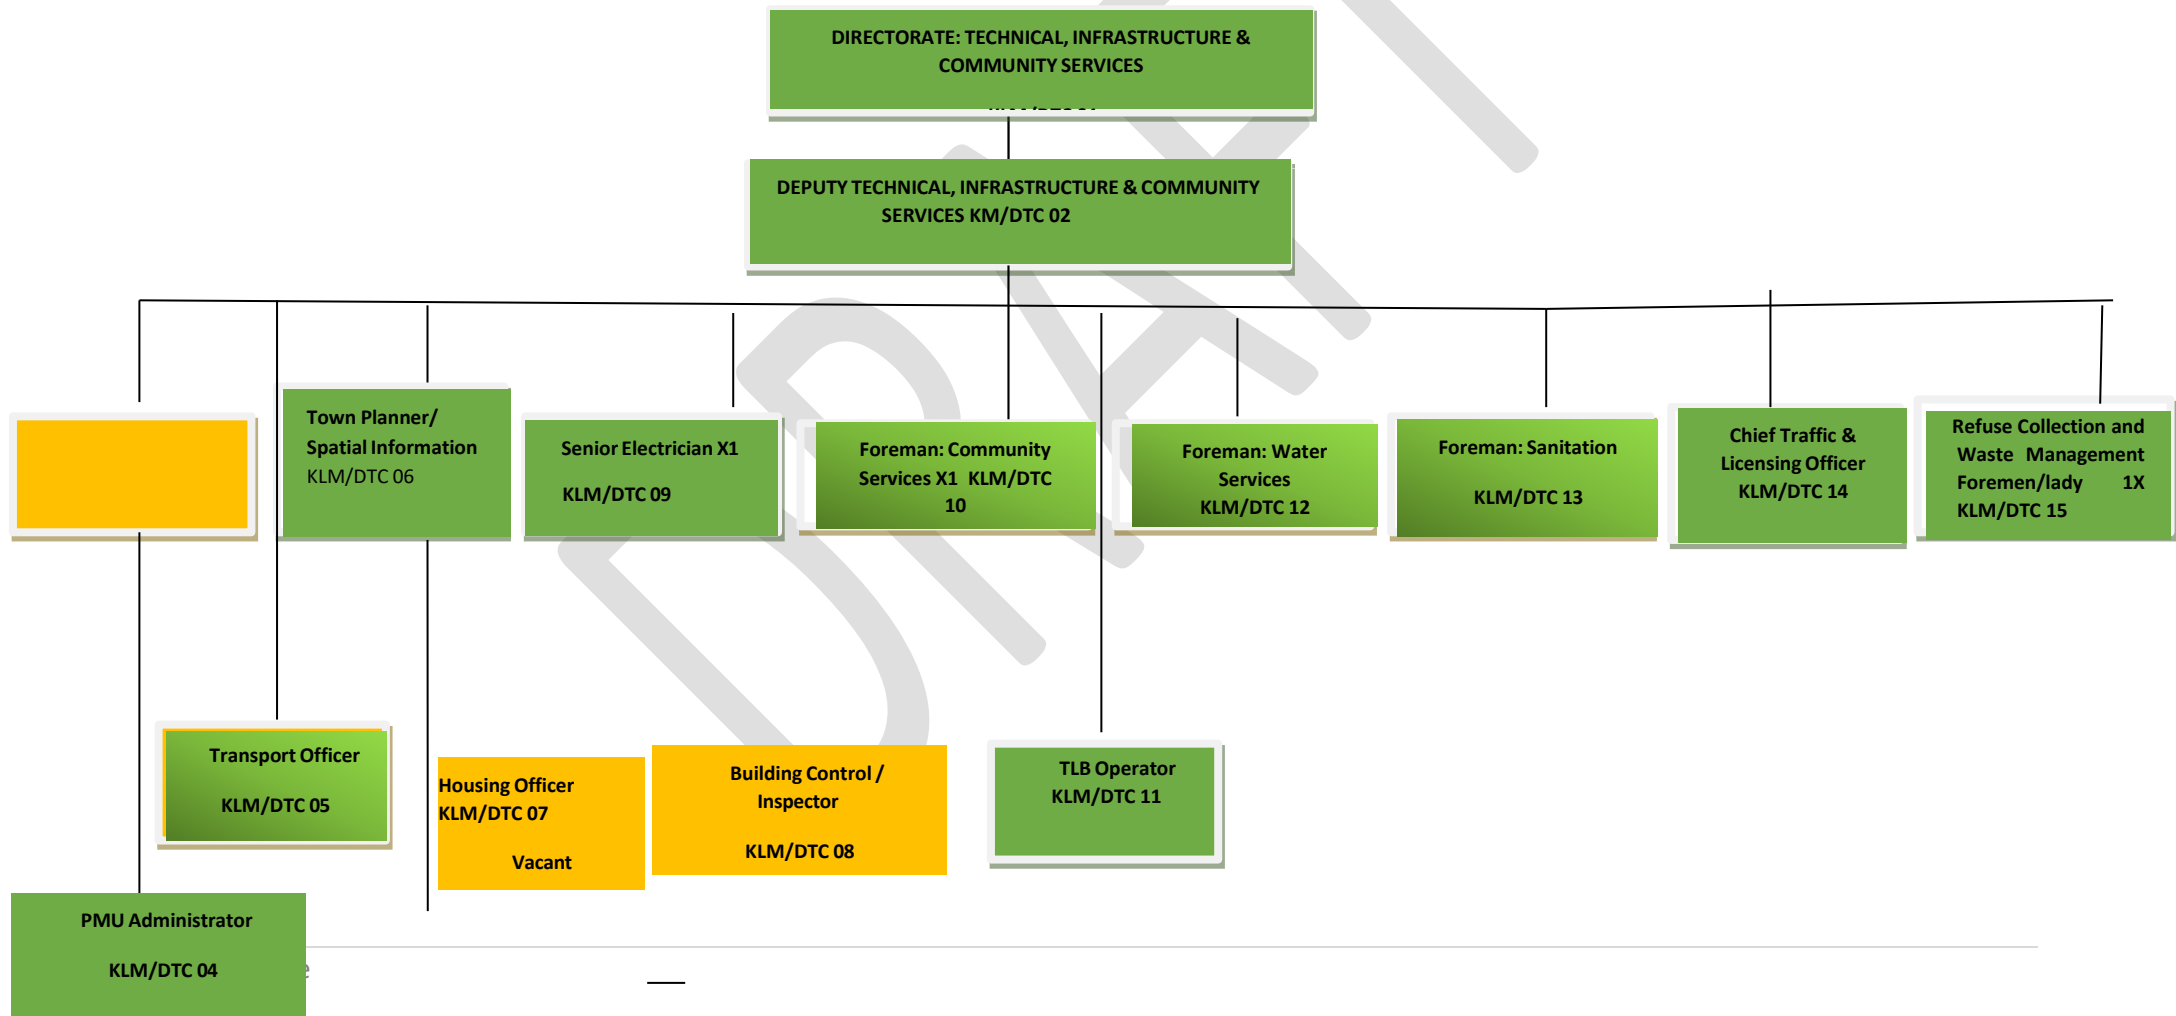 DIRECTORATE: TECHNICAL, INFRASTRUCTURE &
COMMUNITY SERVICES
DEPUTY TECHNICAL, INFRASTRUCTURE & COMMUNITY
SERVICES KM/DTC 02
Town Planner/
Spatial Information
KLM/DTC 06
Senior Electrician X1
KLM/DTC 09
Foreman: Community
Services X1 KLM/DTC
10
Foreman: Water
Services
KLM/DTC 12
Foreman: Sanitation
KLM/DTC 13
Chief Traffic &
Licensing Officer
KLM/DTC 14
Refuse Collection and
Waste Management
Foremen/lady 1X
KLM/DTC 15
Transport Officer
KLM/DTC 05
Housing Officer
KLM/DTC 07
Vacant
Building Control /
Inspector
KLM/DTC 08
TLB Operator
KLM/DTC 11
PMU Administrator
KLM/DTC 04
DRAFT